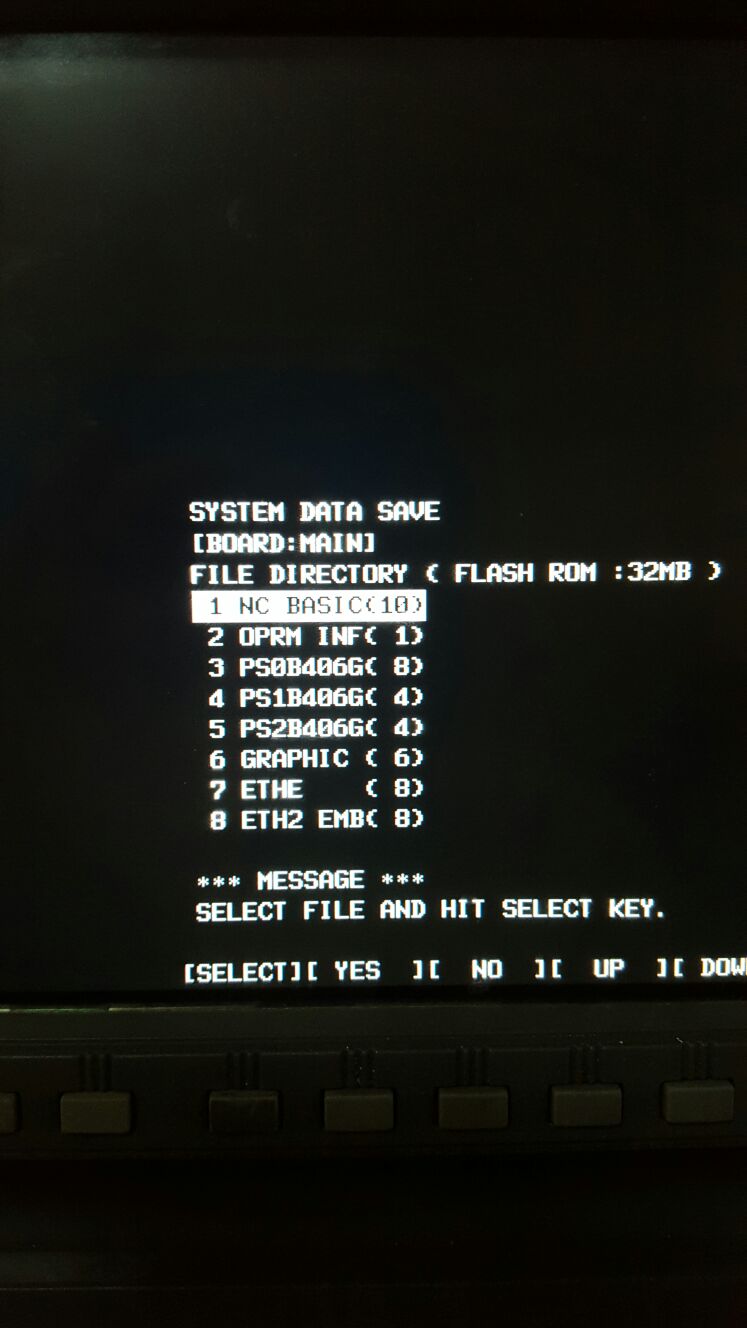 SYSTEM DATA SAVE
[BOARD:MAIN]
FILE DIRECTORY ( FLASH ROM :32MB )
1 NC BASIC(10)
2 OPRM INF( 1)
3 PS0B406G( 8)
4 PS1B406G( 4)
5 PS2B406G( 4)
6 GRAPHIC ( 6)
7 ETHE    ( 8)
8 ETH2 EMB( 8)
*** MESSAGE ***
SELECT FILE AND HIT SELECT KEY.
[SELECT][ YES  ][  NO  ][  UP  ][ DOW